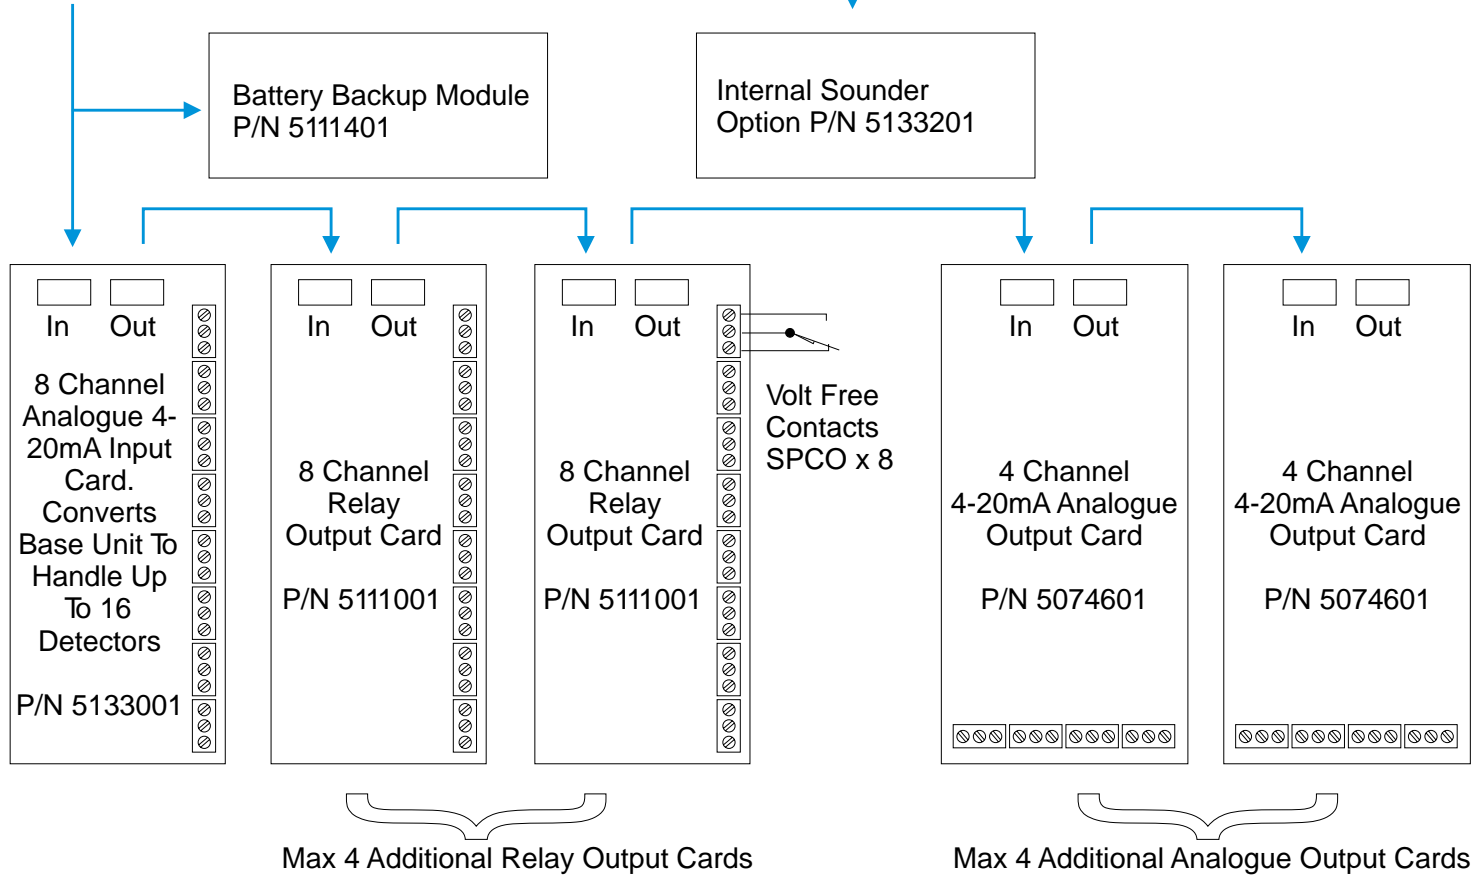 Battery Backup Module
P/N 5111401
Internal Sounder
Option P/N 5133201
In Out
8 Channel
Analogue 4-
20mA Input
Card.
Converts
Base Unit To
Handle Up
To 16
Detectors
P/N 5133001
In Out
8 Channel
Relay
Output Card
P/N 5111001
In Out
8 Channel
Relay
Output Card
P/N 5111001
Volt Free
Contacts
SPCO x 8
In Out
4 Channel
4-20mA Analogue
Output Card
P/N 5074601
In Out
4 Channel
4-20mA Analogue
Output Card
P/N 5074601
Max 4 Additional Relay Output Cards
Max 4 Additional Analogue Output Cards